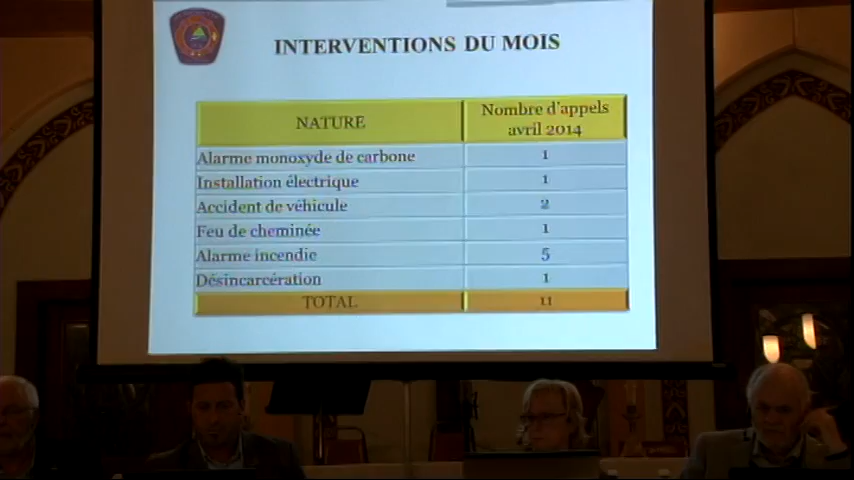 INTERVENTIONS DU MOIS
NATURE
Nombre d'appels
avril 2014
Alarme monoxyde de carbone 1
Installation électrique 1
Accident de véhicule 2
Feu de cheminée 1
Alarme incendie 5
Désincarcération 1
TOTAL 11